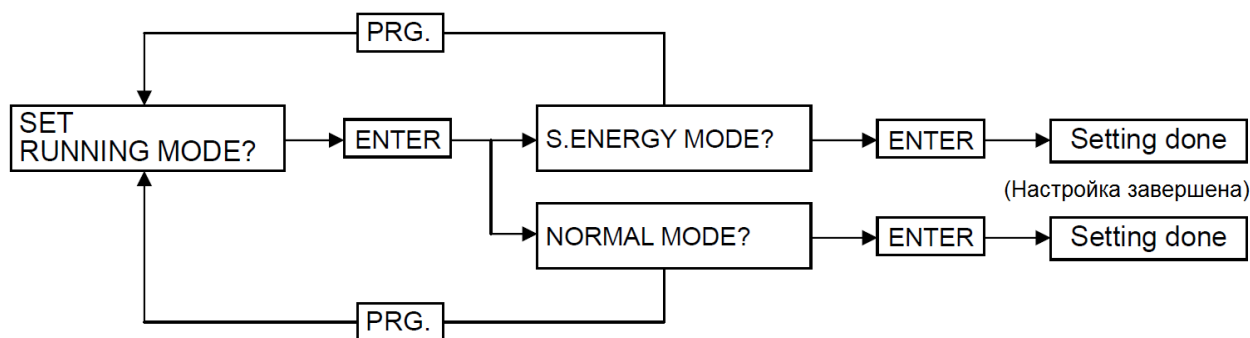 PRG.
SET
RUNNING MODE?
ENTER
S.ENERGY MODE?
ENTER
Setting done
(Настройка завершена)
NORMAL MODE?
ENTER
Setting done
PRG.